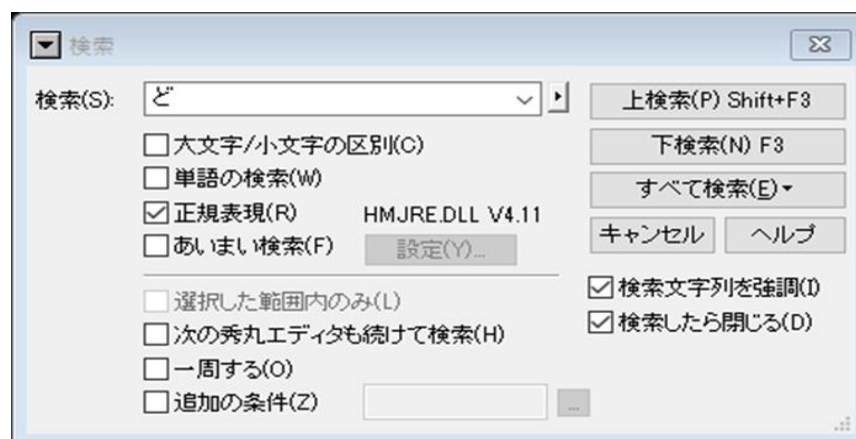 検索
検索(S): ど
上検索(P) Shift+F3
大文字/小文字の区別(C)
下検索(N) F3
単語の検索(W)
すべて検索(E)
正規表現(R) HMJRE.DLL V4.11
キャンセル ヘルプ
あいまい検索(F) 設定(Y)...
検索文字列を強調(I)
選択した範囲内のみ(L)
検索したら閉じる(D)
次の秀丸エディタも続けて検索(H)
一周する(O)
追加の条件(Z) ...